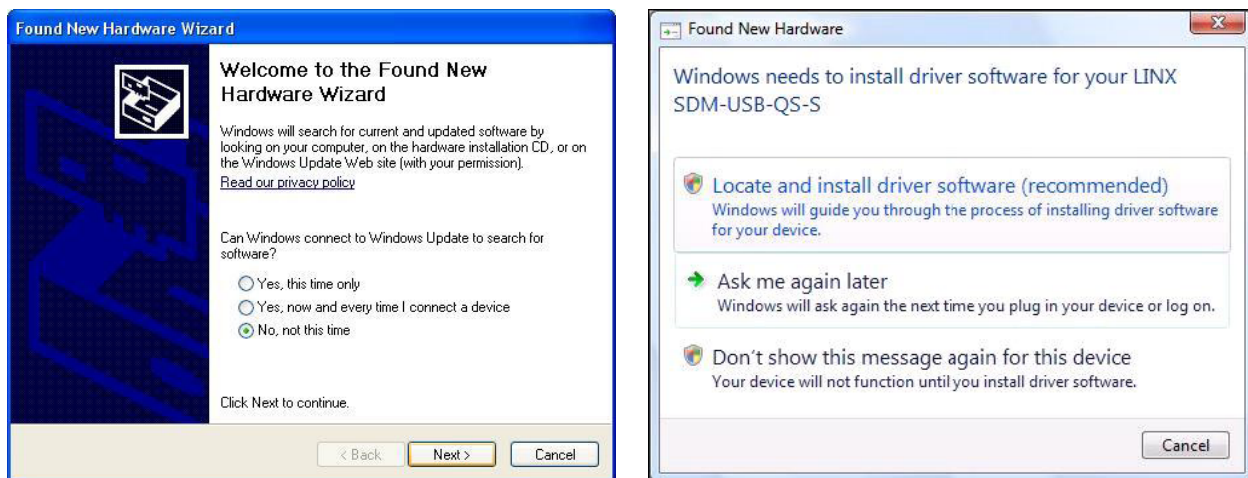 Found New Hardware Wizard
Welcome to the Found New
Hardware Wizard
Windows will search for current and updated software by
looking on your computer, on the hardware installation CD, or on
the Windows Update Web site (with your permission).
Read our privacy policy
Can Windows connect to Windows Update to search for
software?
Yes, this time only
Yes, now and every time I connect a device
No, not this time
Click Next to continue.
< Back
Next >
Cancel
Found New Hardware
Windows needs to install driver software for your LINX
SDM-USB-QS-S
Locate and install driver software (recommended)
Windows will guide you through the process of installing driver software
for your device.
Ask me again later
Windows will ask again the next time you plug in your device or log on.
Don't show this message again for this device
Your device will not function until you install driver software.
Cancel